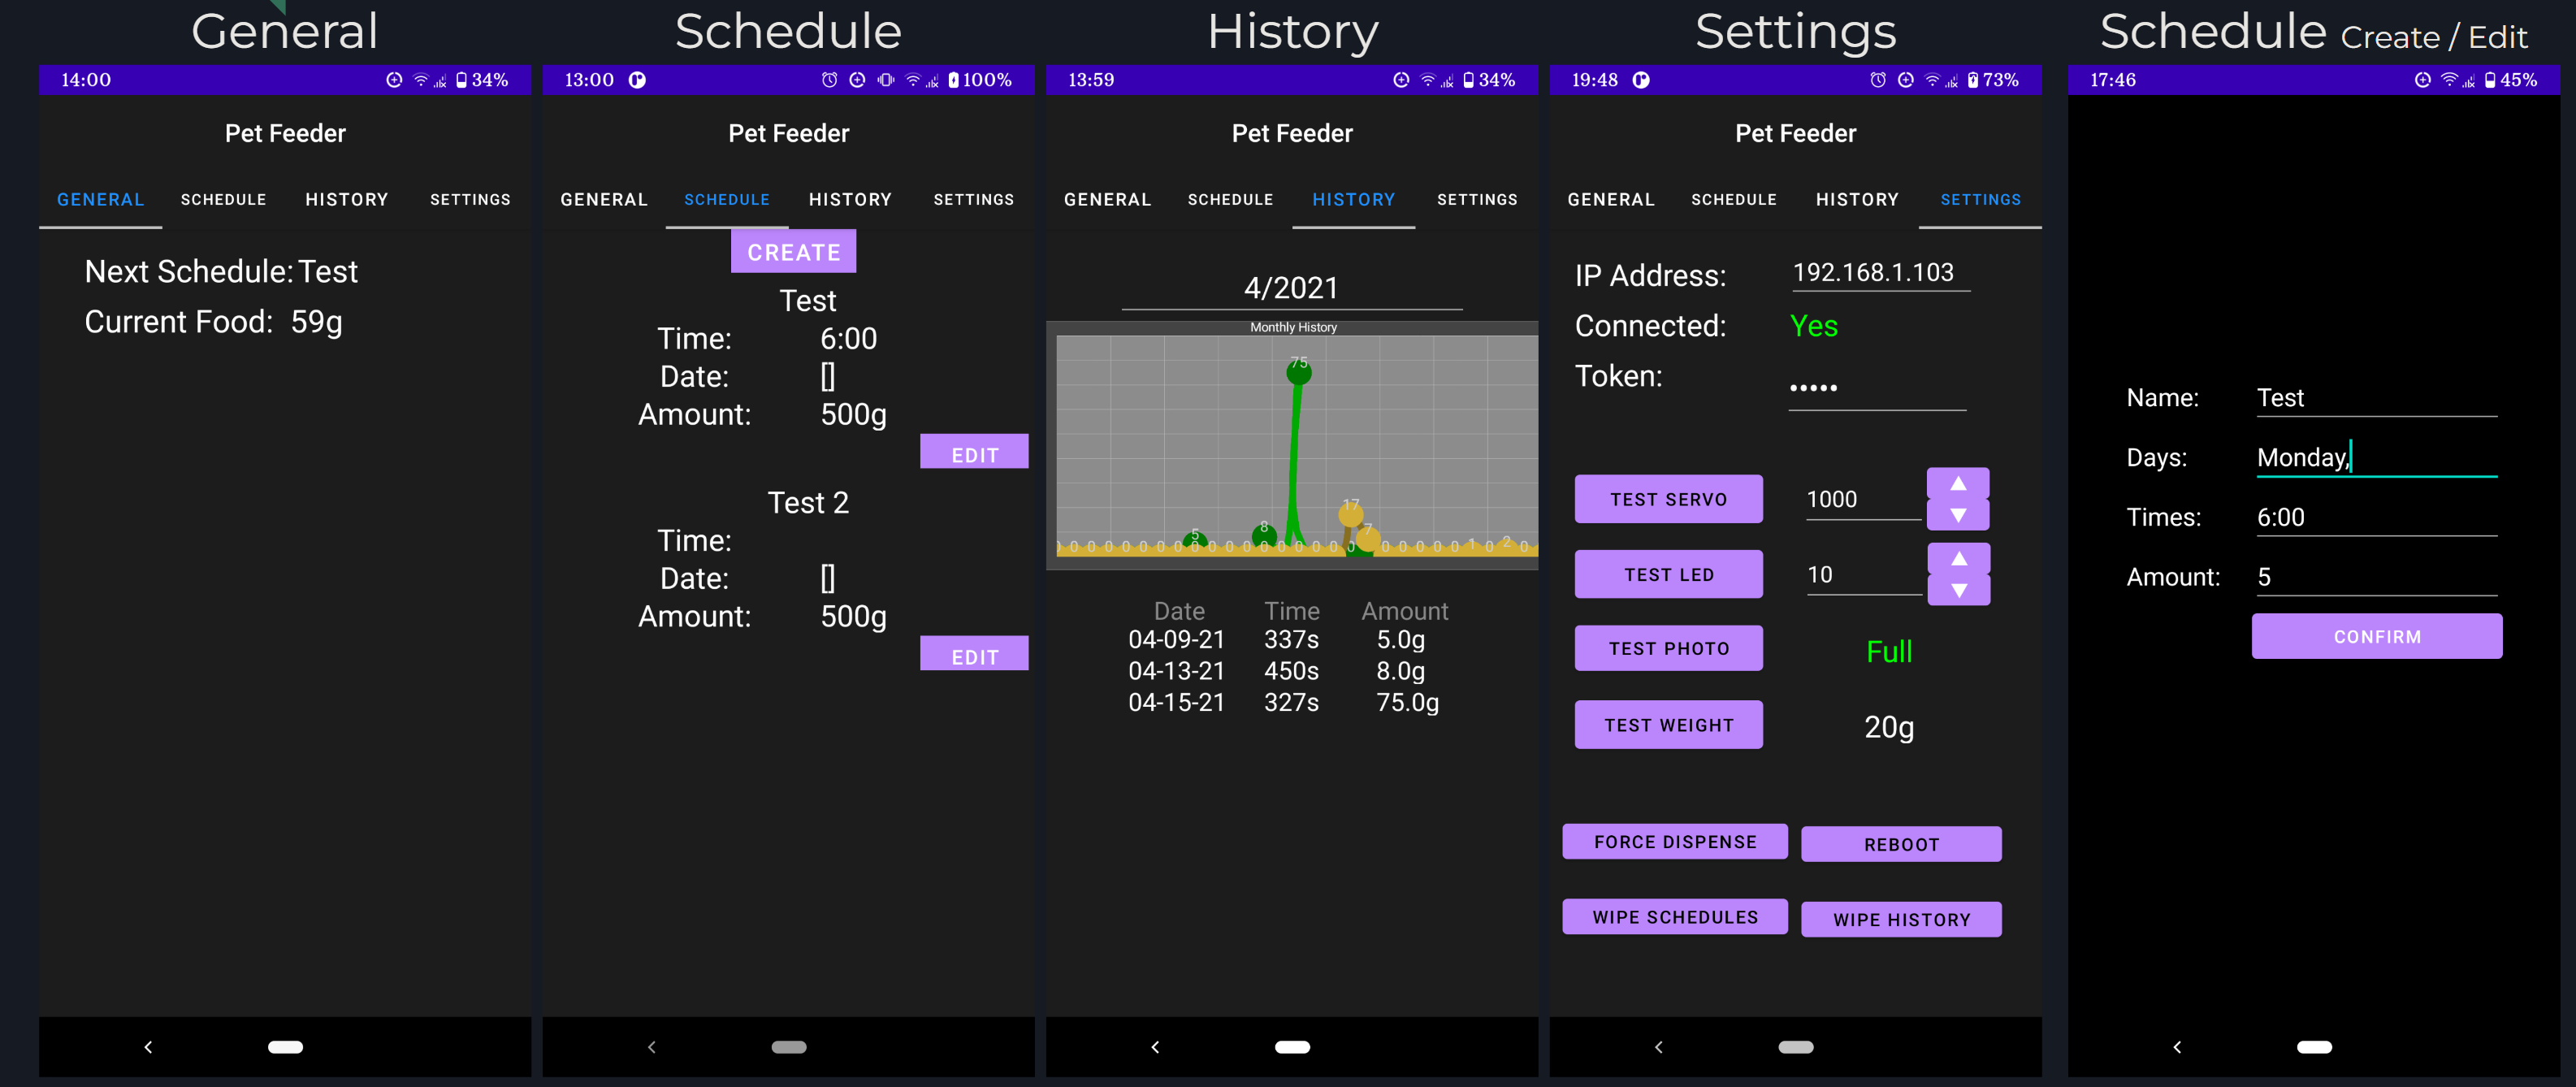 General
14:00 34%
Pet Feeder
GENERAL SCHEDULE HISTORY SETTINGS
Next Schedule: Test
Current Food: 59g
Schedule
13:00 100%
Pet Feeder
GENERAL SCHEDULE HISTORY SETTINGS
CREATE
Test
Time: 6:00
Date: []
Amount: 500g
EDIT
Test 2
Time:
Date: []
Amount: 500g
EDIT
History
13:59 34%
Pet Feeder
GENERAL SCHEDULE HISTORY SETTINGS
4/2021
Monthly History
75
17
8
5 7
0 0 0 0 0 0 0 0 0 0 0 0 0 0 0 0 0 0 0 0 0 0 0 1 0 2 0
Date Time Amount
04-09-21 337s 5.0g
04-13-21 450s 8.0g
04-15-21 327s 75.0g
Settings
19:48 73%
Pet Feeder
GENERAL SCHEDULE HISTORY SETTINGS
IP Address: 192.168.1.103
Connected: Yes
Token: •••••
TEST SERVO 1000
TEST LED 10
TEST PHOTO Full
TEST WEIGHT 20g
FORCE DISPENSE REBOOT
WIPE SCHEDULES WIPE HISTORY
Schedule Create / Edit
17:46 45%
Name: Test
Days: Monday,
Times: 6:00
Amount: 5
CONFIRM